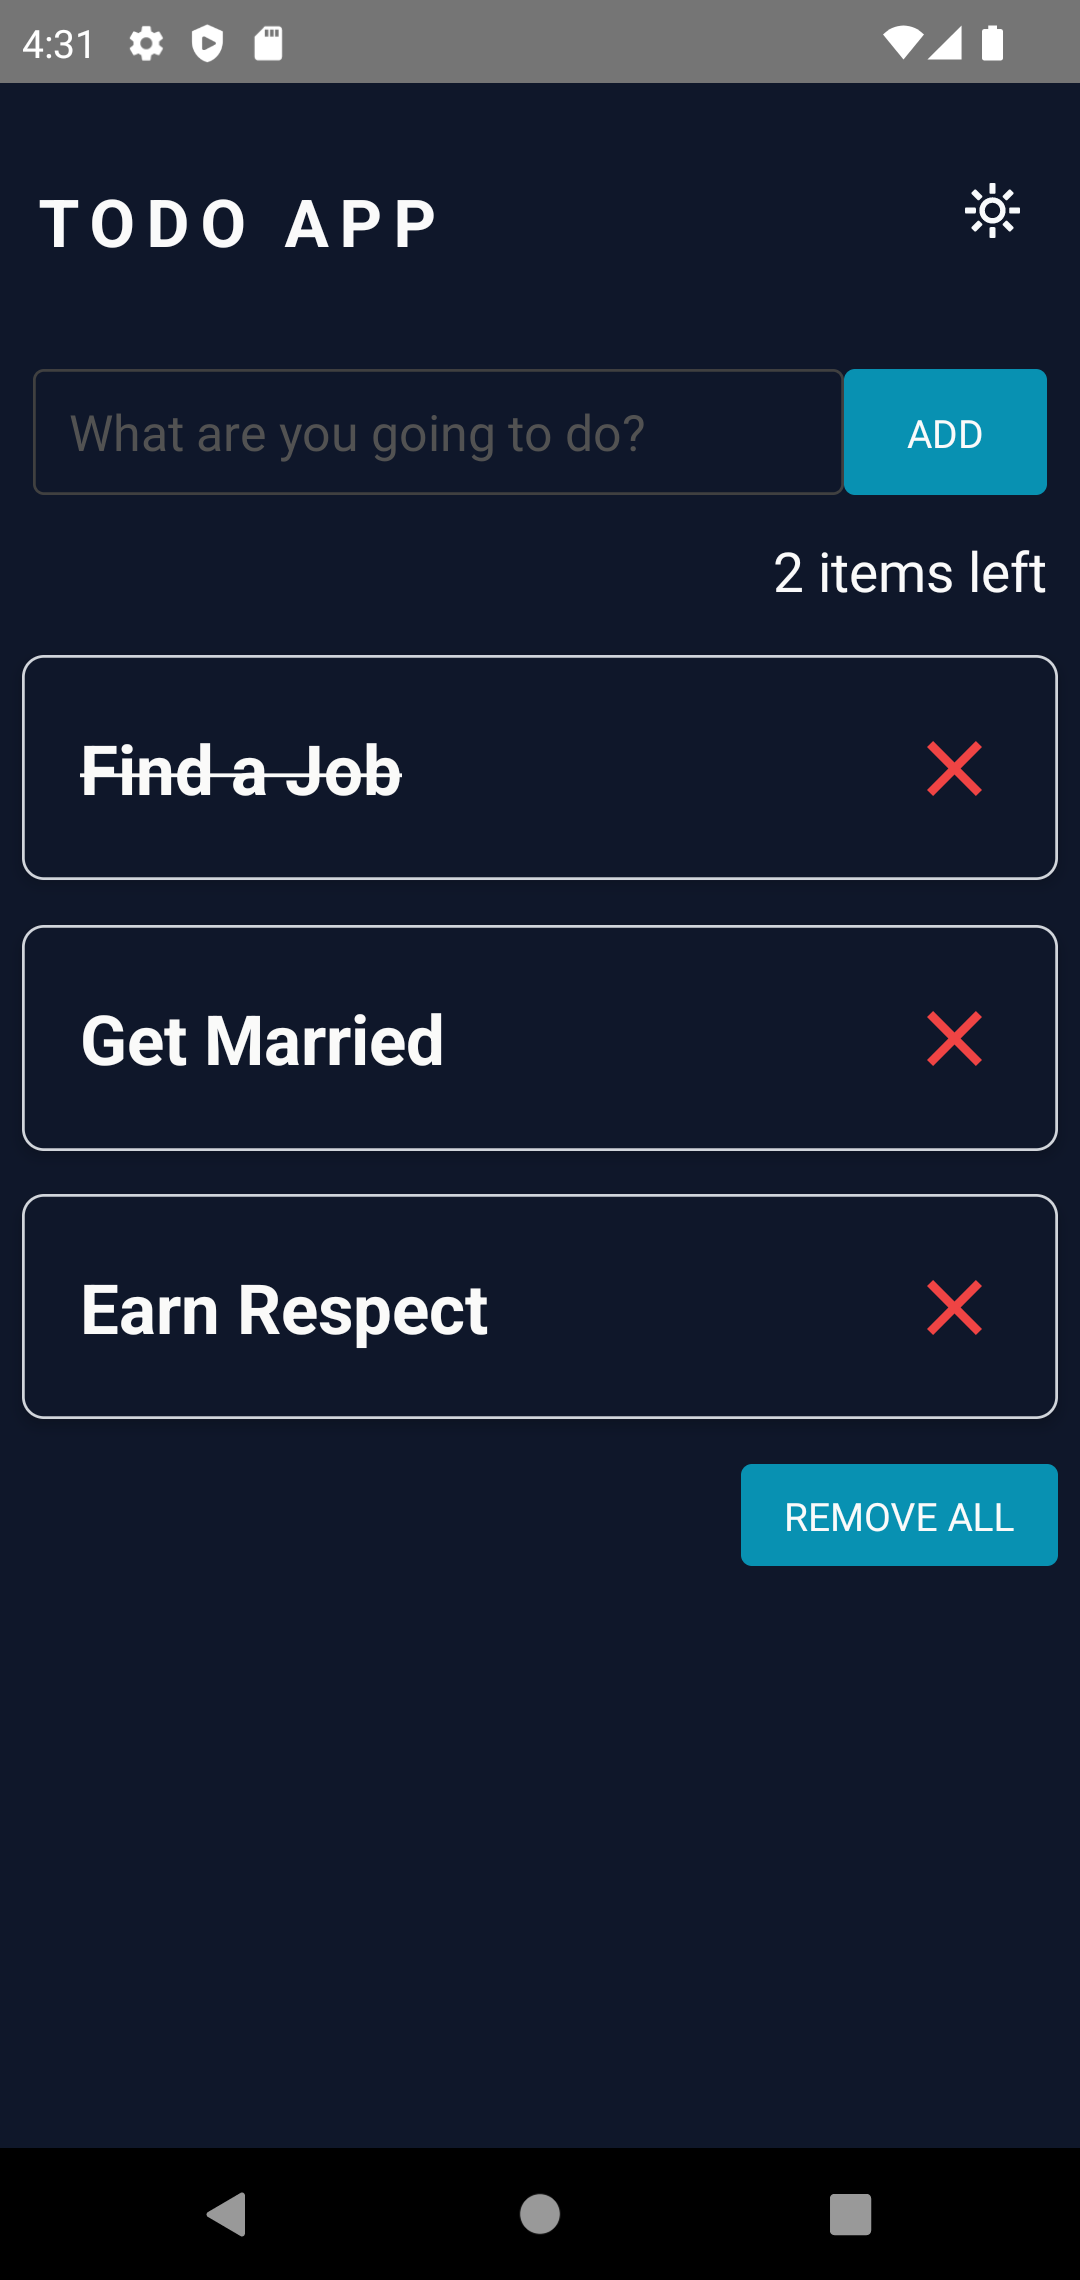 4:31
TODO APP
What are you going to do?
ADD
2 items left
Find a Job
Get Married
Earn Respect
REMOVE ALL